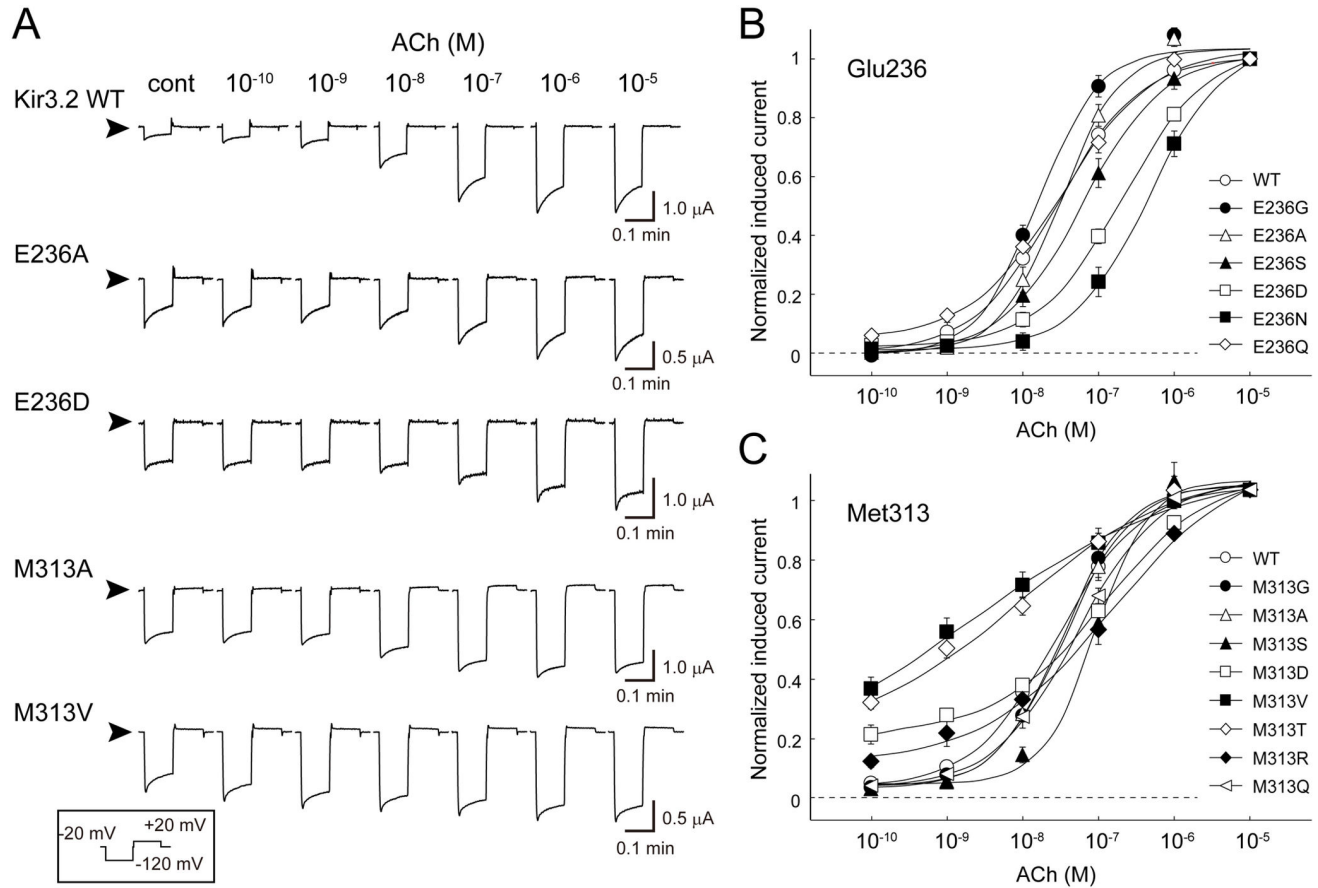 A
ACh (M)
cont 10⁻¹⁰ 10⁻⁹ 10⁻⁸ 10⁻⁷ 10⁻⁶ 10⁻⁵
Kir3.2 WT
1.0 μA
0.1 min 0.1 min
E236A
0.5 μA
0.1 min
E236D
1.0 μA
0.1 min
M313A
1.0 μA
0.1 min
M313V
0.5 μA
0.1 min
-20 mV +20 mV
-120 mV
B
Glu236
Normalized induced current
1
0.8
0.6
0.4
0.2
0
10⁻¹⁰ 10⁻⁹ 10⁻⁸ 10⁻⁷ 10⁻⁶ 10⁻⁵
ACh (M)
WT
E236G
E236A
E236S
E236D
E236N
E236Q
C
Met313
Normalized induced current
1
0.8
0.6
0.4
0.2
0
10⁻¹⁰ 10⁻⁹ 10⁻⁸ 10⁻⁷ 10⁻⁶ 10⁻⁵
ACh (M)
WT
M313G
M313A
M313S
M313D
M313V
M313T
M313R
M313Q